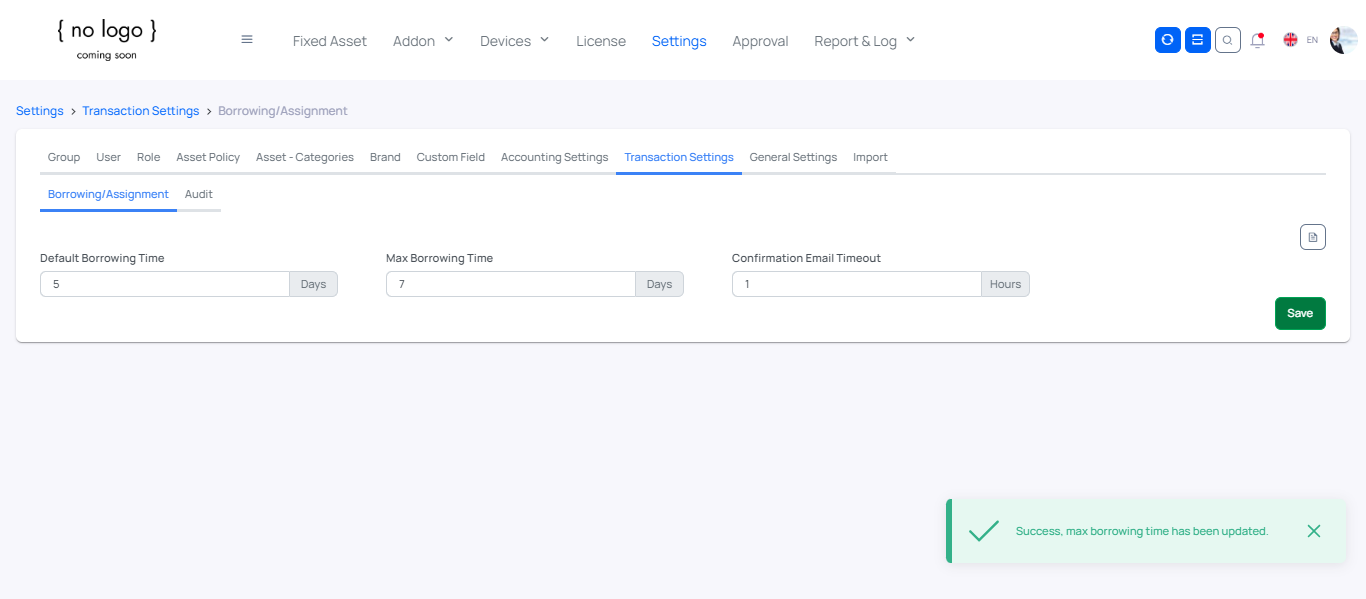 { no logo }
coming soon
Fixed Asset Addon Devices License Settings Approval Report & Log EN
Settings > Transaction Settings > Borrowing/Assignment
Group User Role Asset Policy Asset - Categories Brand Custom Field Accounting Settings Transaction Settings General Settings Import
Borrowing/Assignment Audit
Default Borrowing Time Max Borrowing Time Confirmation Email Timeout
5 Days 7 Days 1 Hours
Save
Success, max borrowing time has been updated.